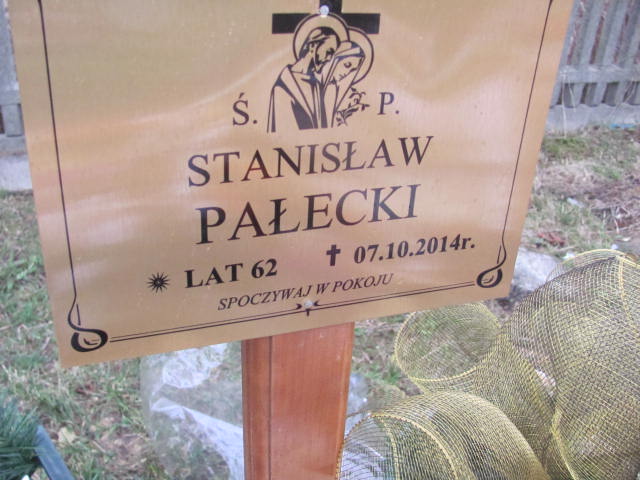 Ś. P.
STANISŁAW
PAŁECKI
LAT 62 07.10.2014r.
SPOCZYWAJ W POKOJU